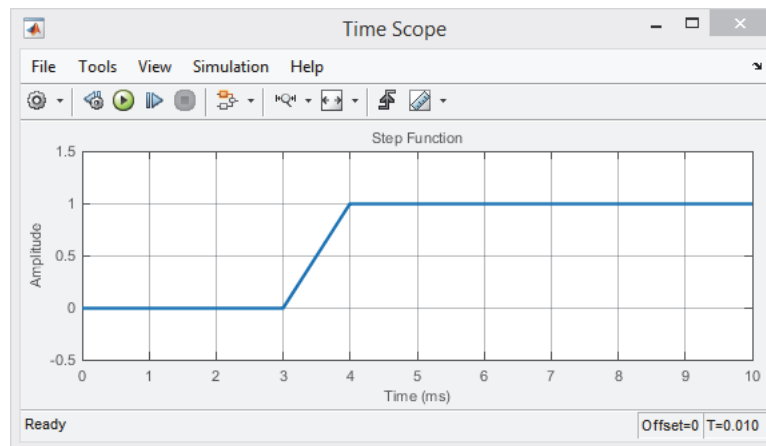 Time Scope
File Tools View Simulation Help
Step Function
1.5
1
0.5
0
-0.5
Amplitude
0 1 2 3 4 5 6 7 8 9 10
Time (ms)
Ready Offset=0 T=0.010